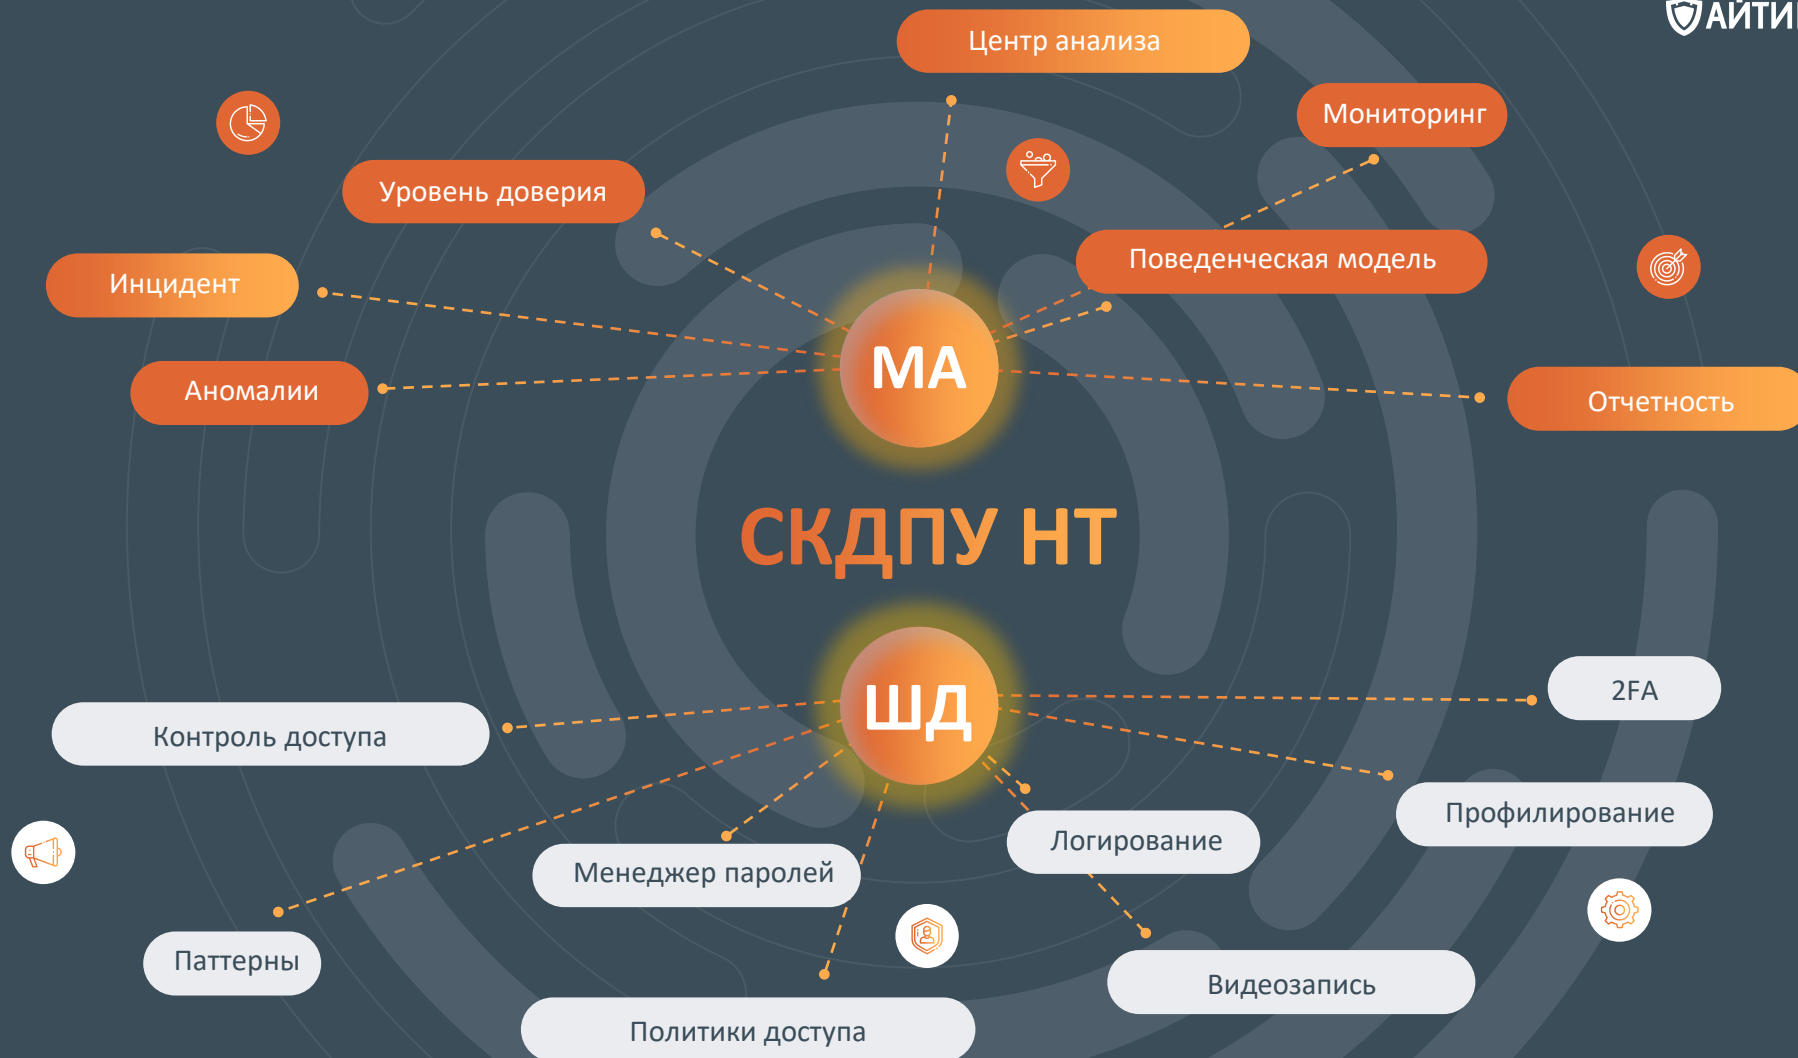 АЙТИ
Центр анализа
Мониторинг
Уровень доверия
Поведенческая модель
Инцидент
Аномалии
МА
Отчетность
СКДПУ НТ
ШД
2FA
Контроль доступа
Профилирование
Логирование
Менеджер паролей
Паттерны
Видеозапись
Политики доступа